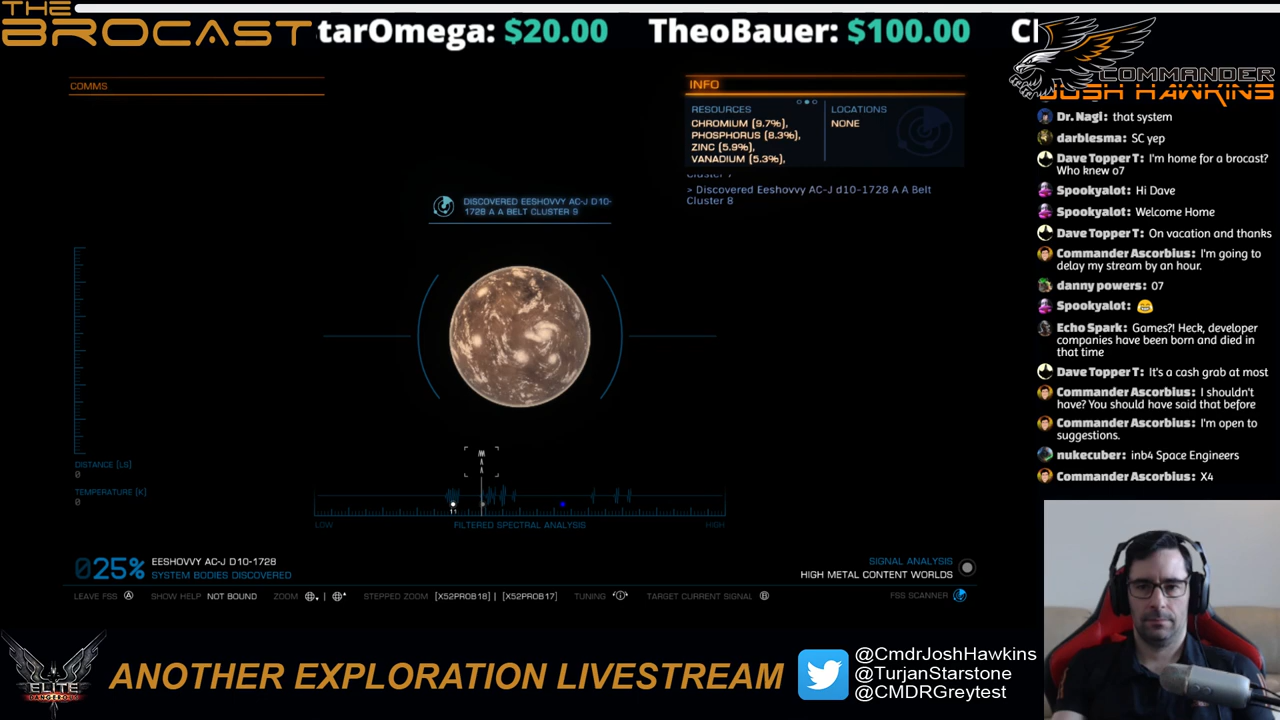 THE
BROCAST
tarOmega: $20.00 TheoBauer: $100.00
COMMANDER
JOSH HAWKINS
COMMS
INFO
RESOURCES
CHROMIUM (9.7%),
PHOSPHORUS (8.3%),
ZINC (5.9%),
VANADIUM (5.3%),
LOCATIONS
NONE
> Discovered Eeshovvy AC-J d10-1728 A A Belt
Cluster 8
DISCOVERED EESHOVVY AC-J D10-
1728 A A BELT CLUSTER 9
DISTANCE [LS]
0
TEMPERATURE [K]
0
11
LOW
FILTERED SPECTRAL ANALYSIS
HIGH
025%
EESHOVVY AC-J D10-1728
SYSTEM BODIES DISCOVERED
SIGNAL ANALYSIS
HIGH METAL CONTENT WORLDS
LEAVE FSS A SHOW HELP NOT BOUND ZOOM | STEPPED ZOOM [X52PROB18] | [X52PROB17] TUNING TARGET CURRENT SIGNAL B FSS SCANNER
Dr. Nagi: that system
darblesma: SC yep
Dave Topper T: I'm home for a brocast?
Who knew o7
Spookyalot: Hi Dave
Spookyalot: Welcome Home
Dave Topper T: On vacation and thanks
Commander Ascorbius: I'm going to
delay my stream by an hour.
danny powers: 07
Spookyalot: 😁
Echo Spark: Games?! Heck, developer
companies have been born and died in
that time
Dave Topper T: It's a cash grab at most
Commander Ascorbius: I shouldn't
have? You should have said that before
Commander Ascorbius: I'm open to
suggestions.
nukecuber: inb4 Space Engineers
Commander Ascorbius: X4
ELITE
DANGEROUS
ANOTHER EXPLORATION LIVESTREAM
@CmdrJoshHawkins
@TurjanStarstone
@CMDRGreytest